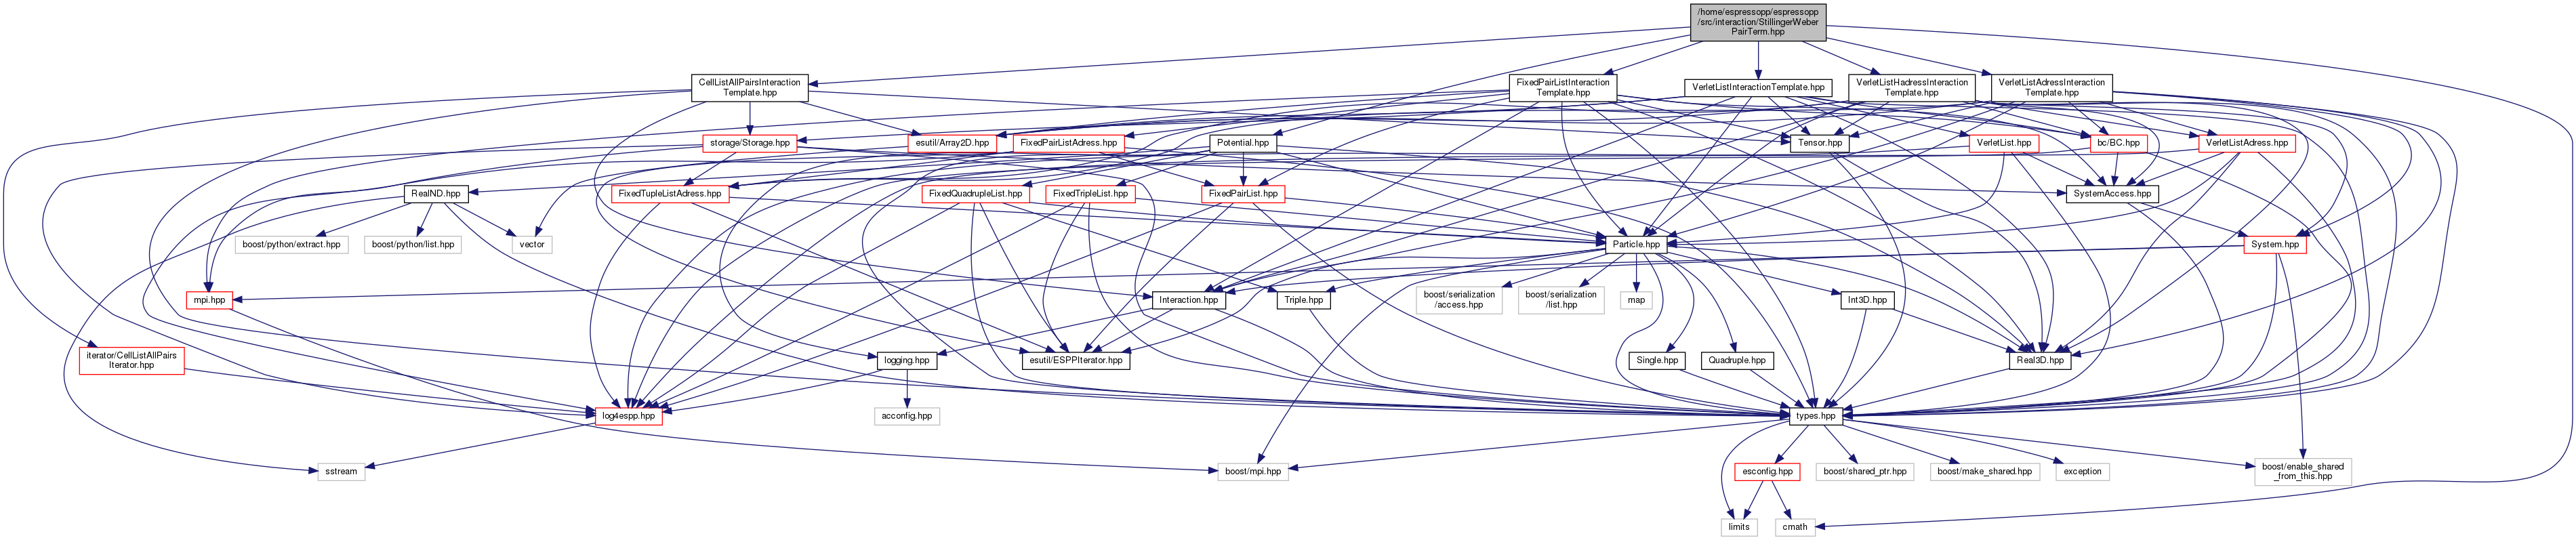 /home/espressopp/espressopp
/src/interaction/StillingerWeber
PairTerm.hpp
CellListAllPairsInteraction
Template.hpp
FixedPairListInteraction
Template.hpp
VerletListInteractionTemplate.hpp
VerletListHadressInteraction
Template.hpp
VerletListAdressInteraction
Template.hpp
storage/Storage.hpp
esutil/Array2D.hpp
FixedPairListAdress.hpp
Potential.hpp
Tensor.hpp
VerletList.hpp
bc/BC.hpp
VerletListAdress.hpp
RealND.hpp
FixedTupleListAdress.hpp
FixedQuadrupleList.hpp
FixedTripleList.hpp
FixedPairList.hpp
SystemAccess.hpp
boost/python/extract.hpp
boost/python/list.hpp
vector
Particle.hpp
System.hpp
mpi.hpp
Interaction.hpp
Triple.hpp
boost/serialization
/access.hpp
boost/serialization
/list.hpp
map
Int3D.hpp
iterator/CellListAllPairs
Iterator.hpp
logging.hpp
esutil/ESPPIterator.hpp
Single.hpp
Quadruple.hpp
Real3D.hpp
log4espp.hpp
acconfig.hpp
types.hpp
sstream
boost/mpi.hpp
esconfig.hpp
boost/shared_ptr.hpp
boost/make_shared.hpp
exception
boost/enable_shared
_from_this.hpp
limits
cmath